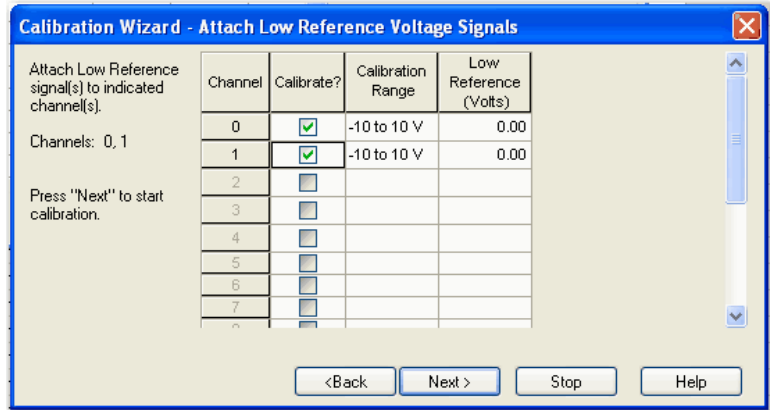 Calibration Wizard - Attach Low Reference Voltage Signals
Attach Low Reference
signal(s) to indicated
channel(s).
Channels: 0, 1
Press "Next" to start
calibration.
Channel Calibrate? Calibration Range Low Reference (Volts)
0 -10 to 10 V 0.00
1 -10 to 10 V 0.00
2
3
4
5
6
7
<Back Next > Stop Help